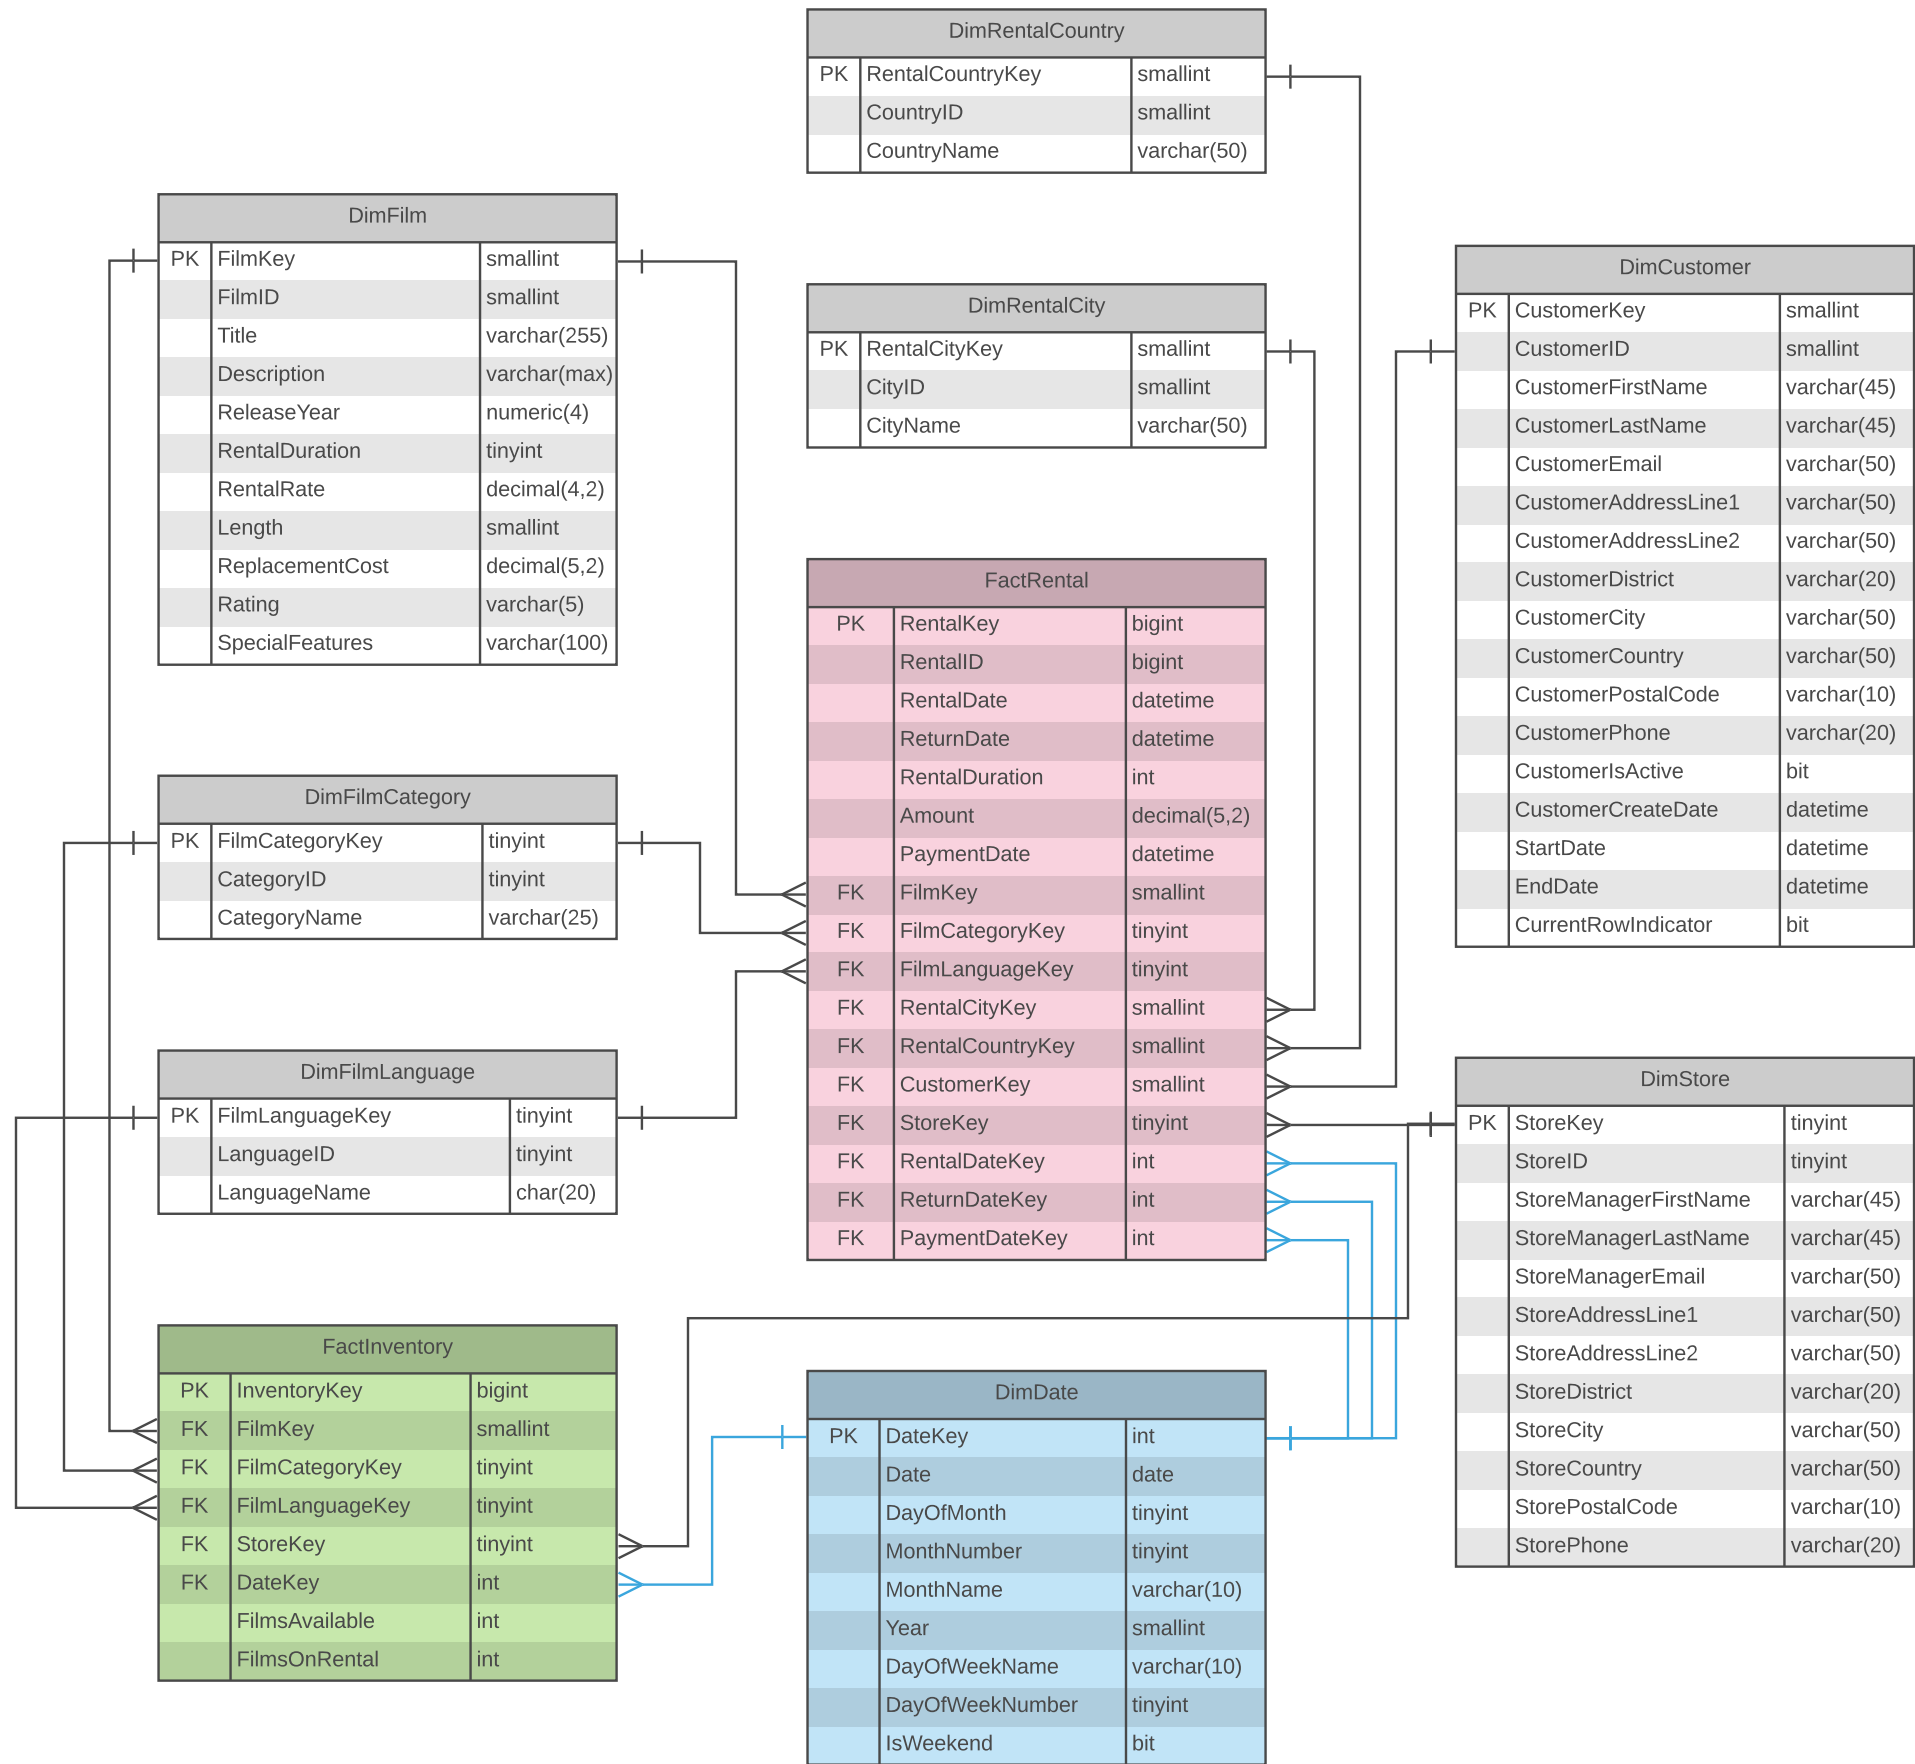 DimRentalCountry
PK RentalCountryKey smallint
CountryID smallint
CountryName varchar(50)
DimFilm
PK FilmKey smallint
FilmID smallint
Title varchar(255)
Description varchar(max)
ReleaseYear numeric(4)
RentalDuration tinyint
RentalRate decimal(4,2)
Length smallint
ReplacementCost decimal(5,2)
Rating varchar(5)
SpecialFeatures varchar(100)
DimRentalCity
PK RentalCityKey smallint
CityID smallint
CityName varchar(50)
DimCustomer
PK CustomerKey smallint
CustomerID smallint
CustomerFirstName varchar(45)
CustomerLastName varchar(45)
CustomerEmail varchar(50)
CustomerAddressLine1 varchar(50)
CustomerAddressLine2 varchar(50)
CustomerDistrict varchar(20)
CustomerCity varchar(50)
CustomerCountry varchar(50)
CustomerPostalCode varchar(10)
CustomerPhone varchar(20)
CustomerIsActive bit
CustomerCreateDate datetime
StartDate datetime
EndDate datetime
CurrentRowIndicator bit
FactRental
PK RentalKey bigint
RentalID bigint
RentalDate datetime
ReturnDate datetime
RentalDuration int
Amount decimal(5,2)
PaymentDate datetime
FK FilmKey smallint
FK FilmCategoryKey tinyint
FK FilmLanguageKey tinyint
FK RentalCityKey smallint
FK RentalCountryKey smallint
FK CustomerKey smallint
FK StoreKey tinyint
FK RentalDateKey int
FK ReturnDateKey int
FK PaymentDateKey int
DimFilmCategory
PK FilmCategoryKey tinyint
CategoryID tinyint
CategoryName varchar(25)
DimFilmLanguage
PK FilmLanguageKey tinyint
LanguageID tinyint
LanguageName char(20)
DimStore
PK StoreKey tinyint
StoreID tinyint
StoreManagerFirstName varchar(45)
StoreManagerLastName varchar(45)
StoreManagerEmail varchar(50)
StoreAddressLine1 varchar(50)
StoreAddressLine2 varchar(50)
StoreDistrict varchar(20)
StoreCity varchar(50)
StoreCountry varchar(50)
StorePostalCode varchar(10)
StorePhone varchar(20)
FactInventory
PK InventoryKey bigint
FK FilmKey smallint
FK FilmCategoryKey tinyint
FK FilmLanguageKey tinyint
FK StoreKey tinyint
FK DateKey int
FilmsAvailable int
FilmsOnRental int
DimDate
PK DateKey int
Date date
DayOfMonth tinyint
MonthNumber tinyint
MonthName varchar(10)
Year smallint
DayOfWeekName varchar(10)
DayOfWeekNumber tinyint
IsWeekend bit